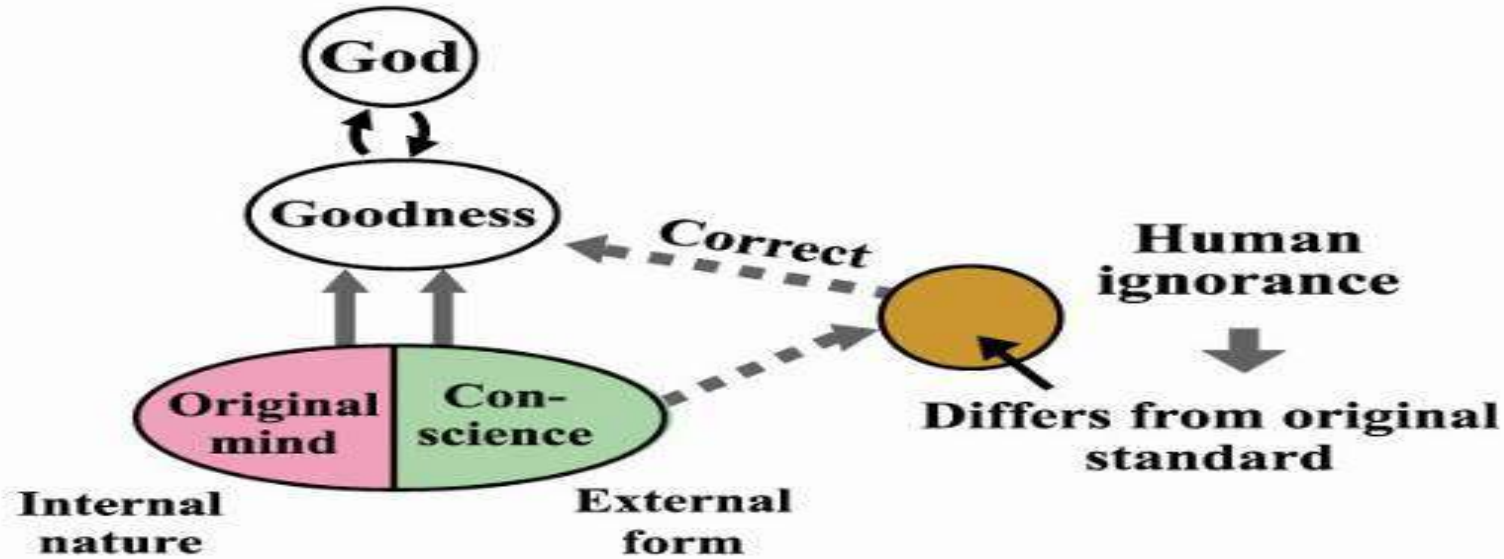 God
Goodness
Correct
Human
ignorance
Original
mind
Con-
science
Differs from original
standard
Internal
nature
External
form